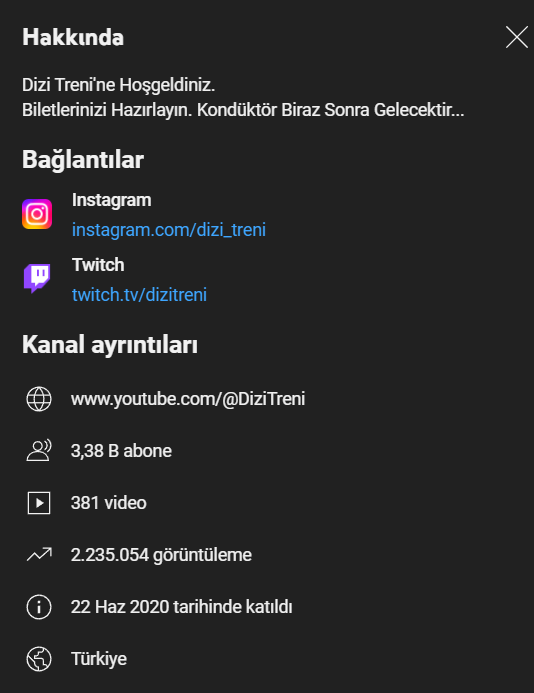 Hakkında
Dizi Treni'ne Hoşgeldiniz.
Biletlerinizi Hazırlayın. Kondüktör Biraz Sonra Gelecektir...
Bağlantılar
Instagram
instagram.com/dizi_treni
Twitch
twitch.tv/dizitreni
Kanal ayrıntıları
www.youtube.com/@DiziTreni
3,38 B abone
381 video
2.235.054 görüntüleme
22 Haz 2020 tarihinde katıldı
Türkiye